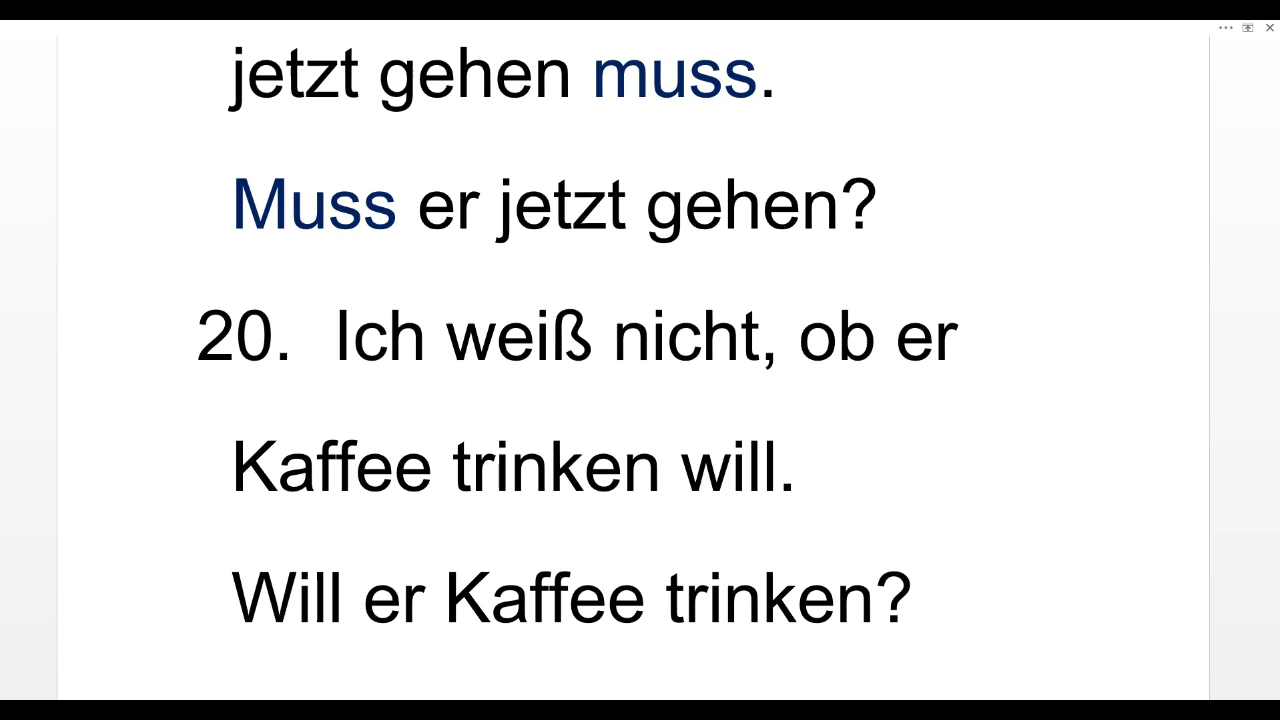 jetzt gehen muss.
Muss er jetzt gehen?
20. Ich weiß nicht, ob er
Kaffee trinken will.
Will er Kaffee trinken?